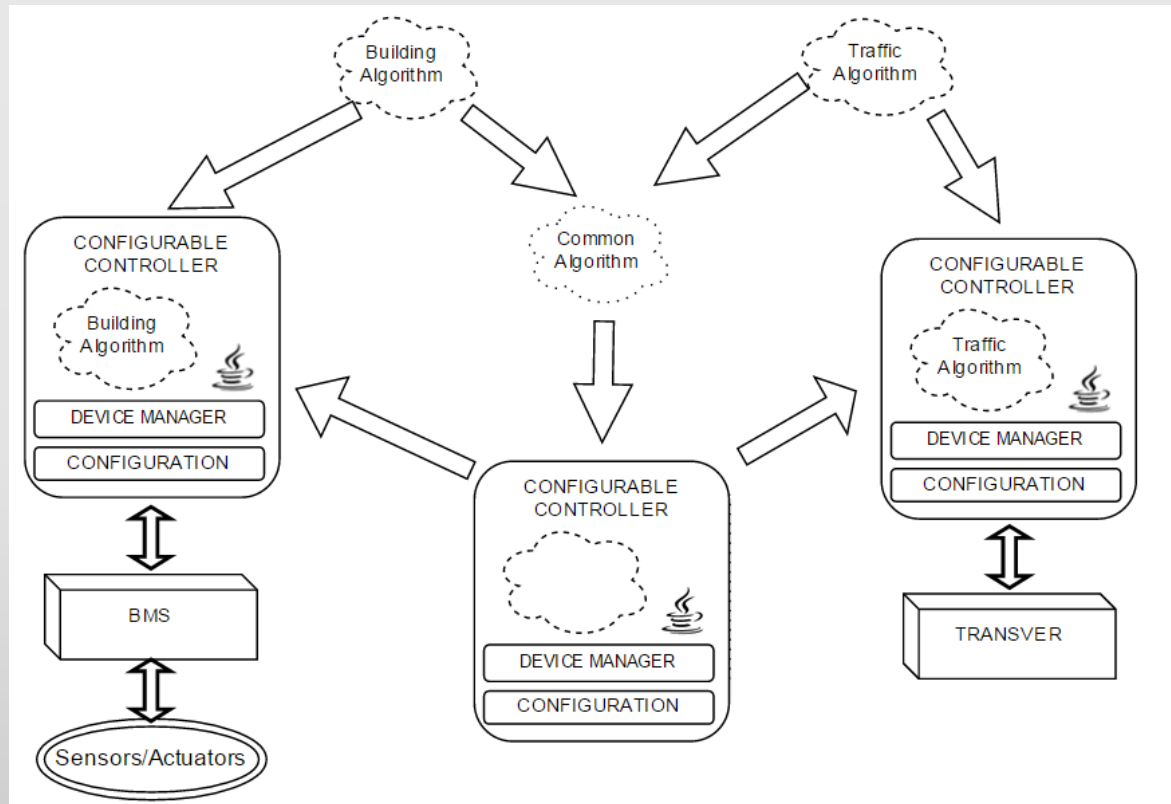 Building
Algorithm
Traffic
Algorithm
CONFIGURABLE
CONTROLLER
Building
Algorithm
DEVICE MANAGER
CONFIGURATION
Common
Algorithm
CONFIGURABLE
CONTROLLER
Traffic
Algorithm
DEVICE MANAGER
CONFIGURATION
CONFIGURABLE
CONTROLLER
DEVICE MANAGER
CONFIGURATION
BMS
TRANSVER
Sensors/Actuators